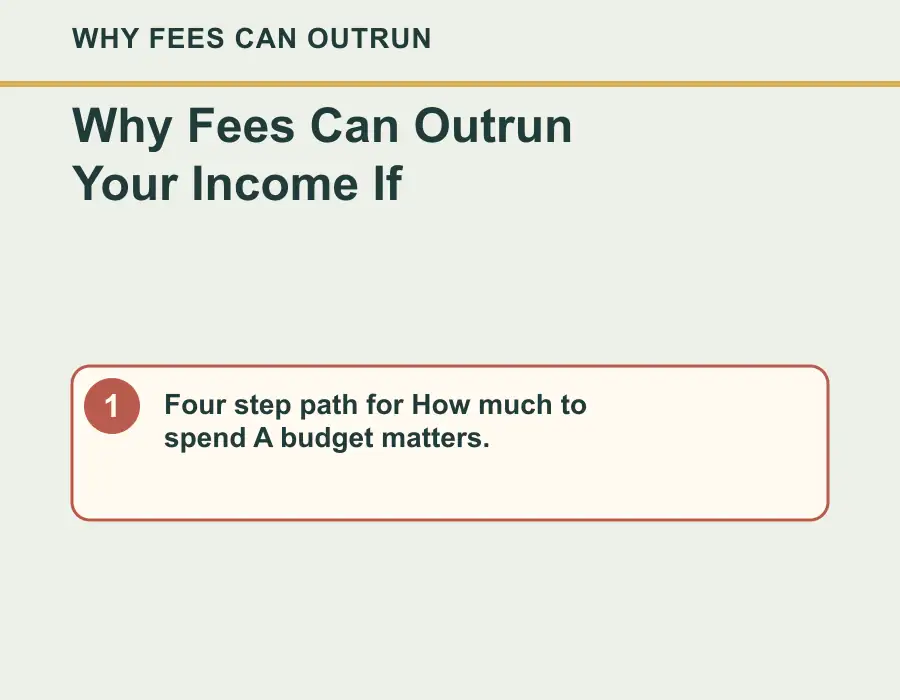 WHY FEES CAN OUTRUN
Why Fees Can Outrun
Your Income If
1
Four step path for How much to
spend A budget matters.